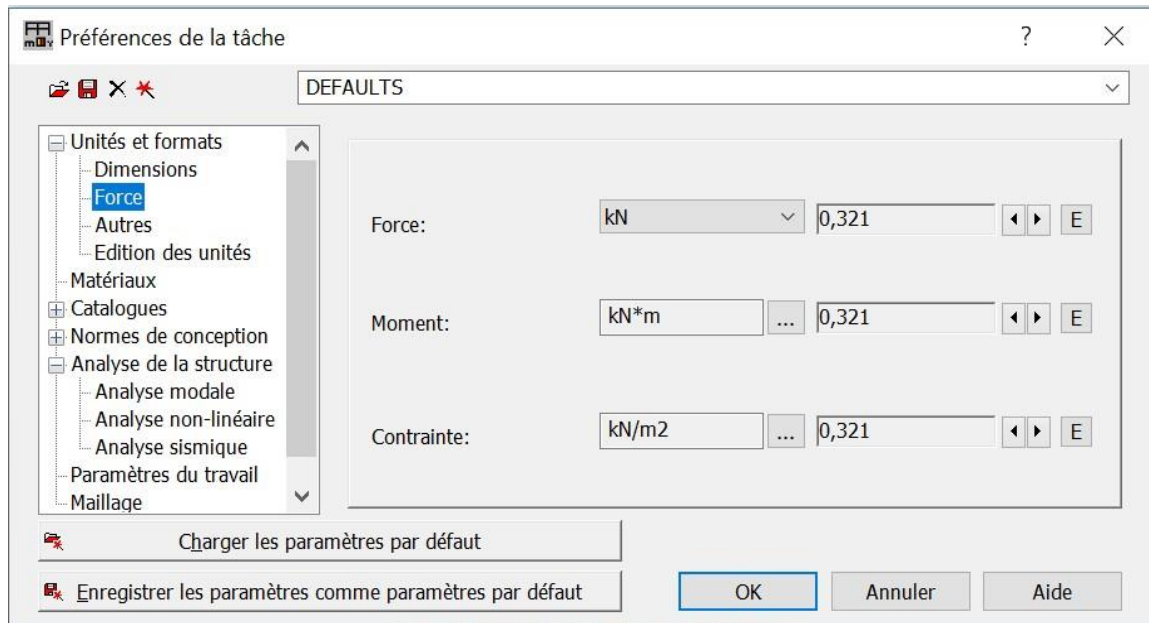 Préférences de la tâche
?
DEFAULTS
Unités et formats
Dimensions
Force
Autres
Edition des unités
Matériaux
Catalogues
Normes de conception
Analyse de la structure
Analyse modale
Analyse non-linéaire
Analyse sismique
Paramètres du travail
Maillage
Force: kN 0,321 E
Moment: kN*m ... 0,321 E
Contrainte: kN/m2 ... 0,321 E
Charger les paramètres par défaut
Enregistrer les paramètres comme paramètres par défaut
OK Annuler Aide